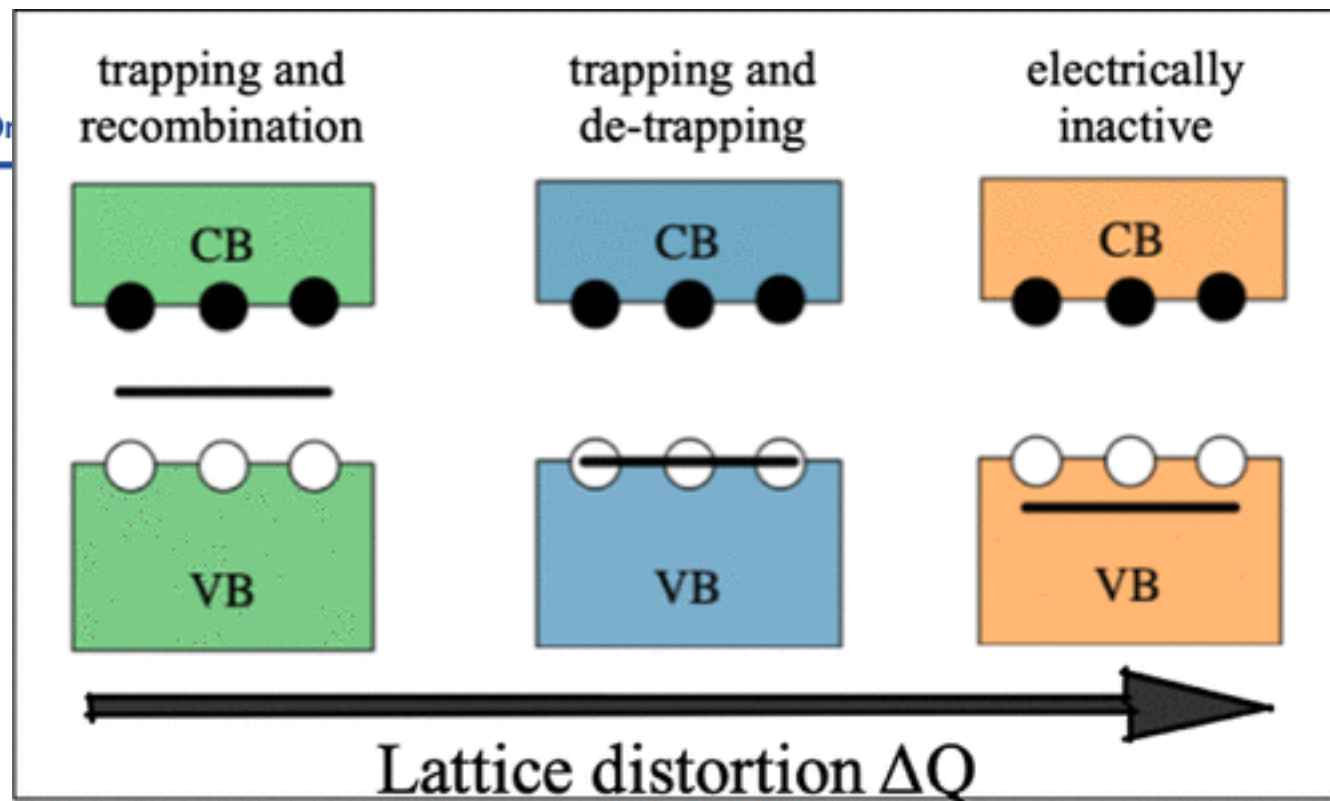 trapping and
recombination
trapping and
de-trapping
electrically
inactive
CB
CB
CB
VB
VB
VB
Lattice distortion ΔQ